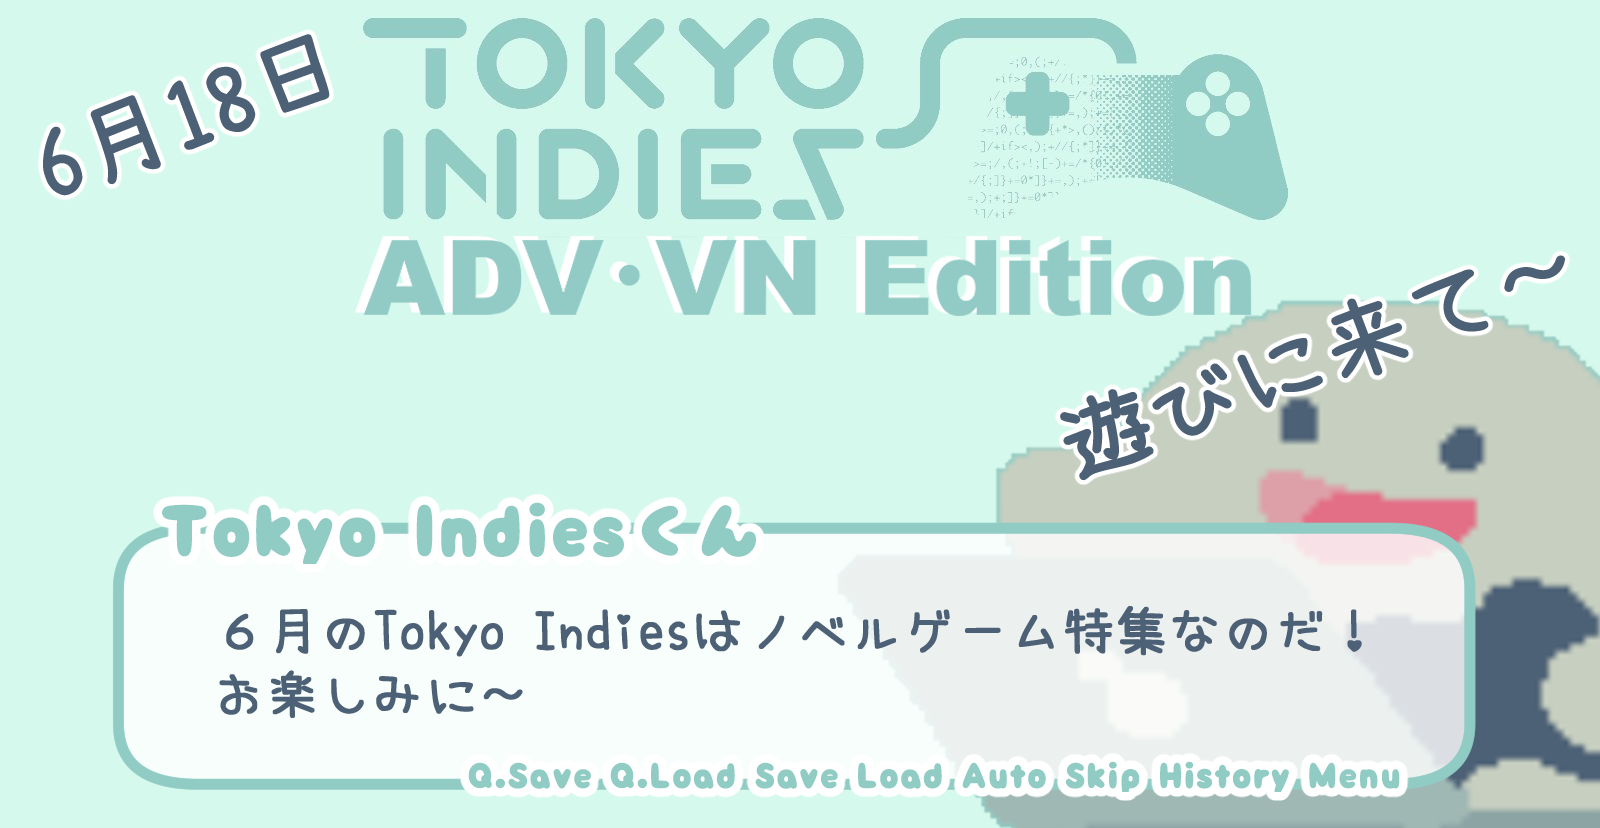 6月18日
TOKYO
INDIES
ADV・VN Edition
遊びに来て〜
Tokyo Indiesくん
６月のTokyo Indiesはノベルゲーム特集なのだ！
お楽しみに〜
Q.Save Q.Load Save Load Auto Skip History Menu